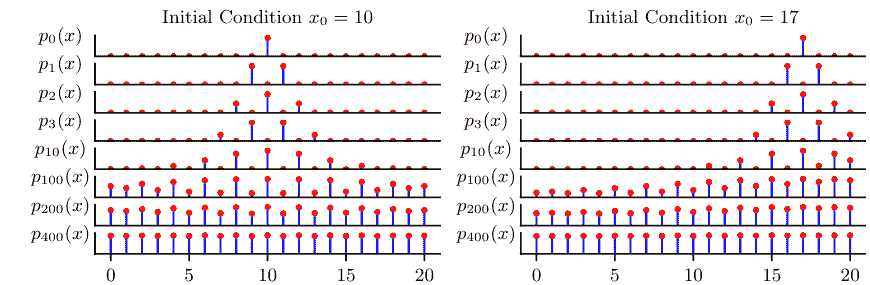 Initial Condition x₀ = 10
p₀(x)
p₁(x)
p₂(x)
p₃(x)
p₁₀(x)
p₁₀₀(x)
p₂₀₀(x)
p₄₀₀(x)
0 5 10 15 20
Initial Condition x₀ = 17
p₀(x)
p₁(x)
p₂(x)
p₃(x)
p₁₀(x)
p₁₀₀(x)
p₂₀₀(x)
p₄₀₀(x)
0 5 10 15 20